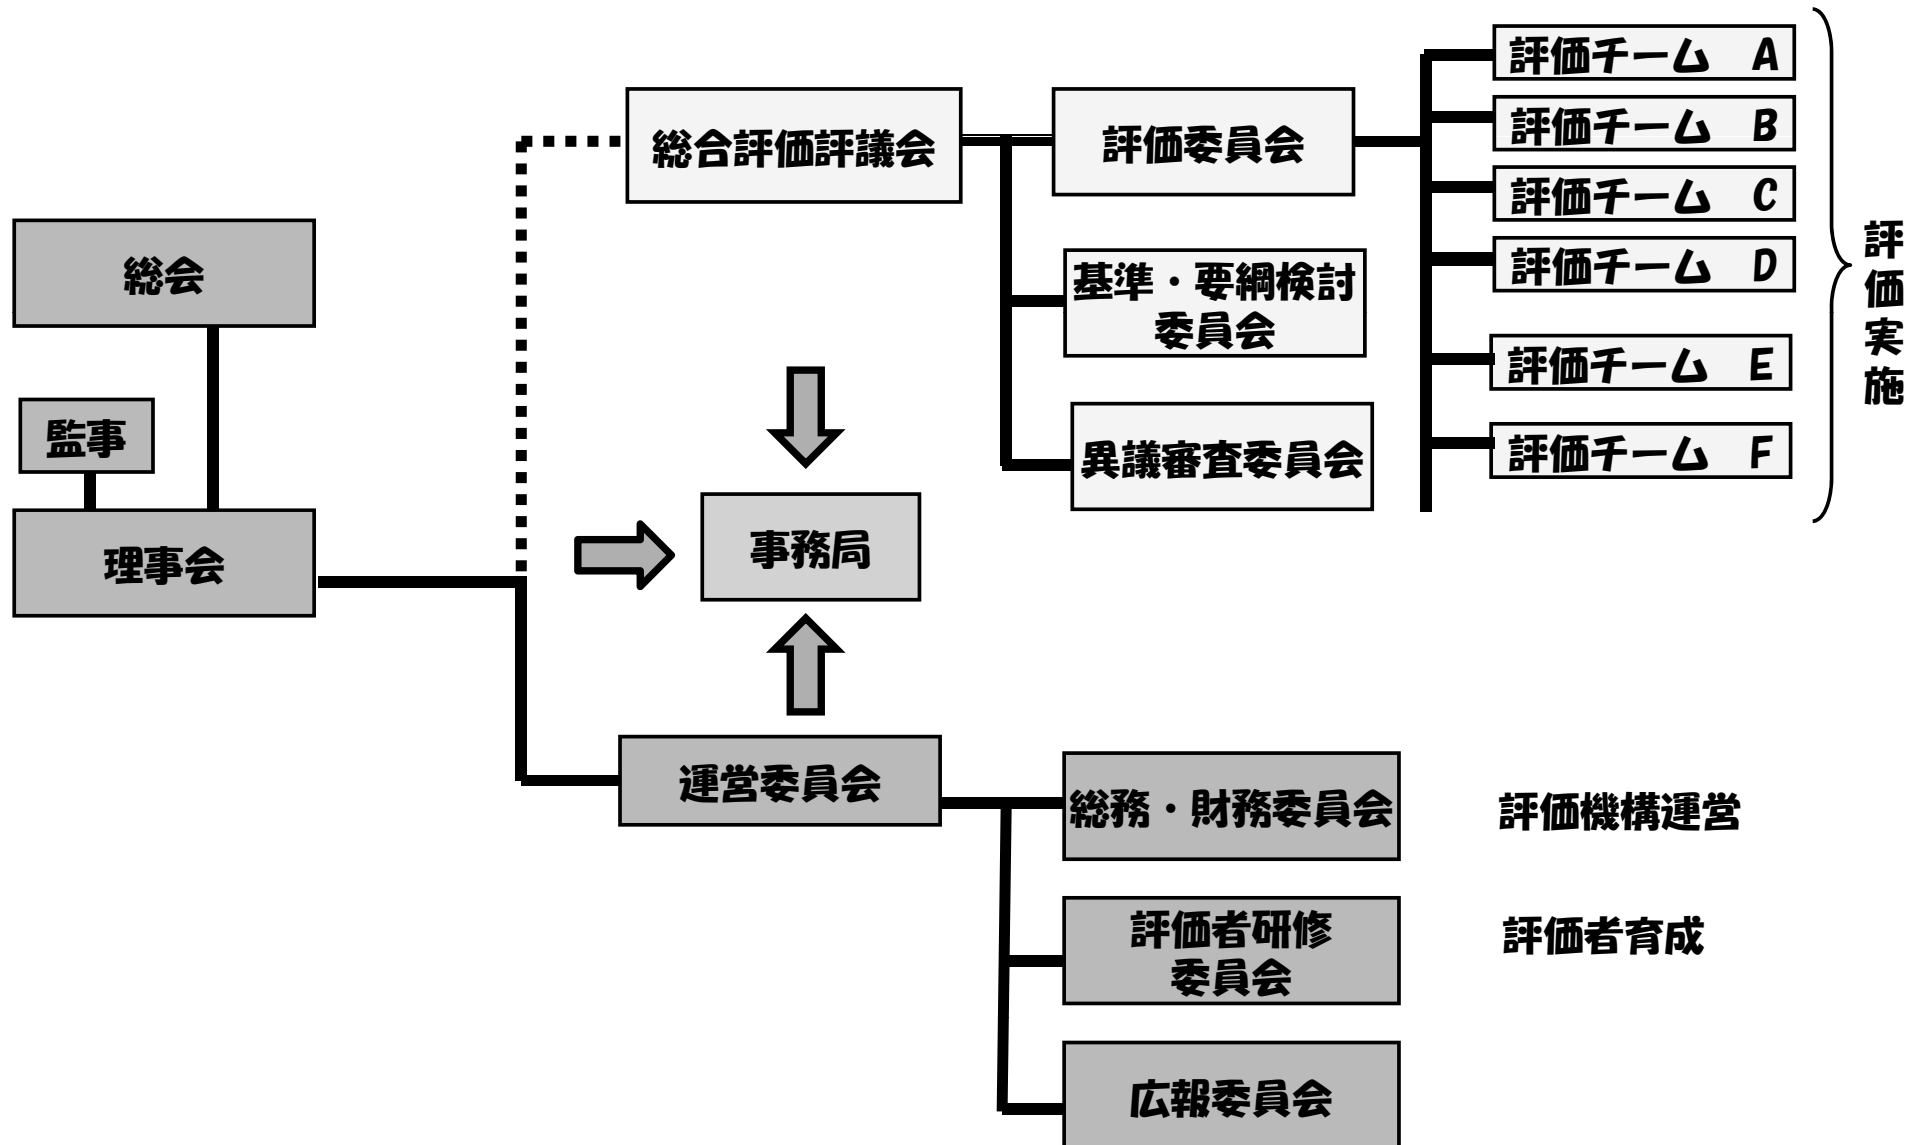 総会
監事
理事会
総合評価評議会
評価委員会
基準・要綱検討
委員会
異議審査委員会
評価チーム　A
評価チーム　B
評価チーム　C
評価チーム　D
評価チーム　E
評価チーム　F
評価実施
事務局
運営委員会
総務・財務委員会
評価機構運営
評価者研修
委員会
評価者育成
広報委員会